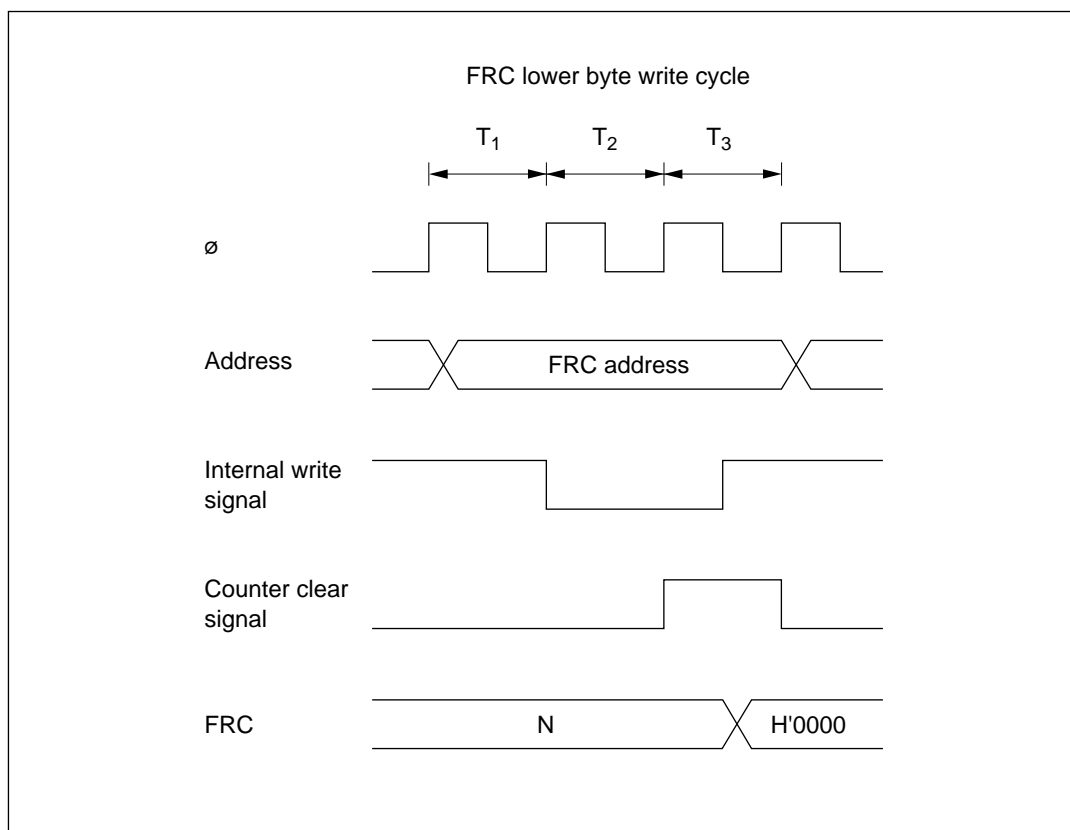 FRC lower byte write cycle
T1 T2 T3
ø
Address
FRC address
Internal write
signal
Counter clear
signal
FRC
N
H'0000